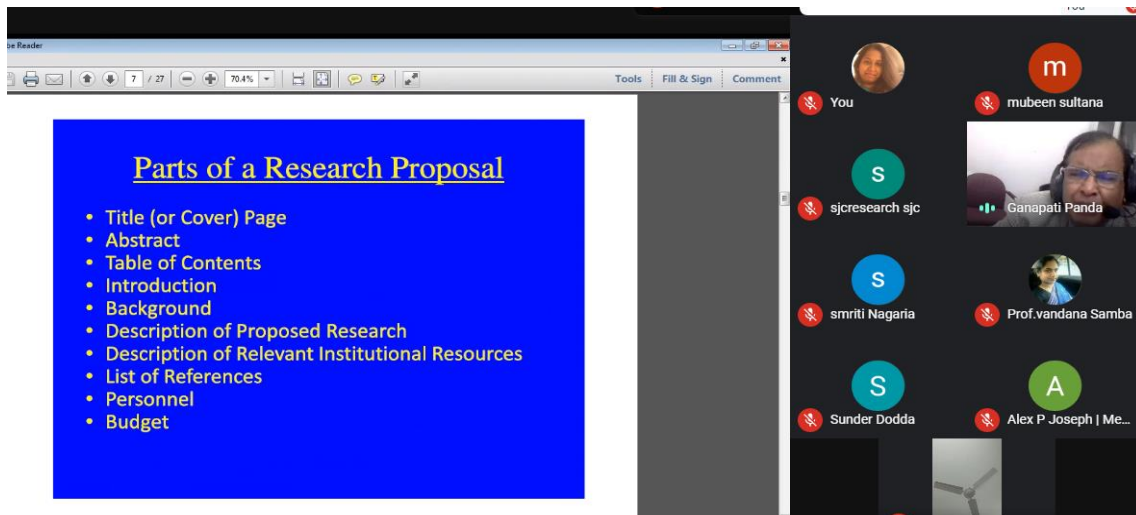 be Reader
7 / 27
70.4%
Tools
Fill & Sign
Comment
Parts of a Research Proposal
• Title (or Cover) Page
• Abstract
• Table of Contents
• Introduction
• Background
• Description of Proposed Research
• Description of Relevant Institutional Resources
• List of References
• Personnel
• Budget
You
m
You
mubeen sultana
s
sjcresearch sjc
Ganapati Panda
s
smriti Nagaria
Prof.vandana Samba
S
Sunder Dodda
A
Alex P Joseph | Me...